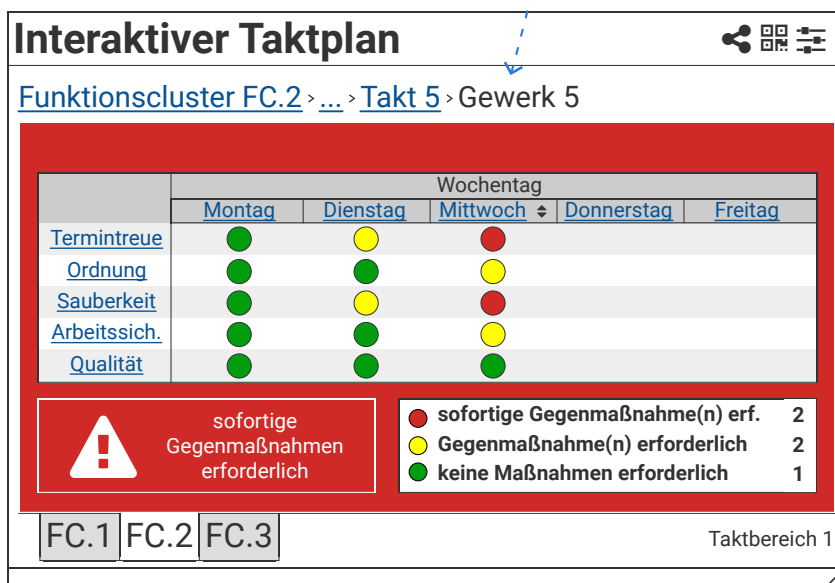 Interaktiver Taktplan
Funktionscluster FC.2 › ... › Takt 5 › Gewerk 5
Wochentag
Montag Dienstag Mittwoch Donnerstag Freitag
Termintreue
Ordnung
Sauberkeit
Arbeitssich.
Qualität
sofortige
Gegenmaßnahmen
erforderlich
sofortige Gegenmaßnahme(n) erf. 2
Gegenmaßnahme(n) erforderlich 2
keine Maßnahmen erforderlich 1
FC.1 FC.2 FC.3
Taktbereich 1